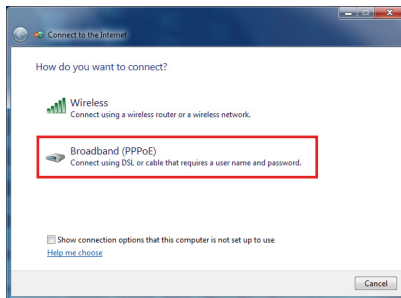 Connect to the Internet
How do you want to connect?
Wireless
Connect using a wireless router or a wireless network.
Broadband (PPPoE)
Connect using DSL or cable that requires a user name and password.
Show connection options that this computer is not set up to use
Help me choose
Cancel